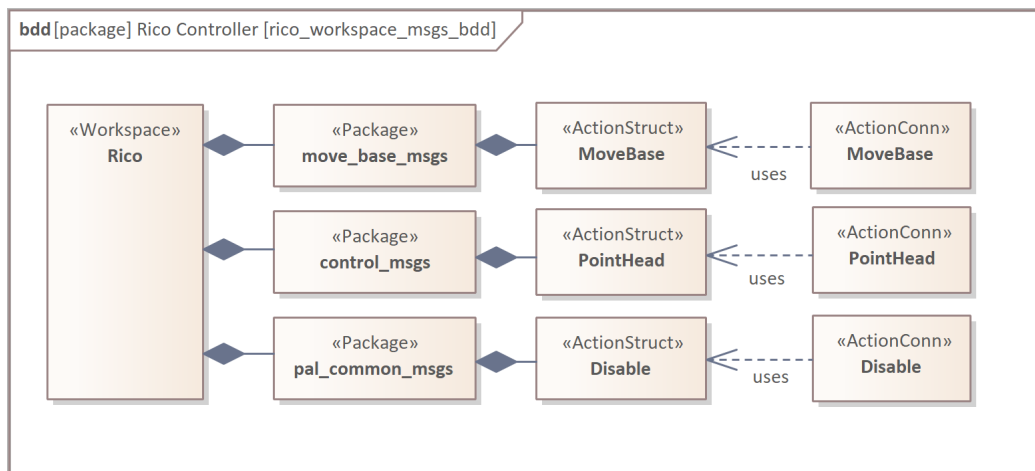 bdd [package] Rico Controller [rico_workspace_msgs_bdd]
«Workspace»
Rico
«Package»
move_base_msgs
«ActionStruct»
MoveBase
uses
«ActionConn»
MoveBase
«Package»
control_msgs
«ActionStruct»
PointHead
uses
«ActionConn»
PointHead
«Package»
pal_common_msgs
«ActionStruct»
Disable
uses
«ActionConn»
Disable